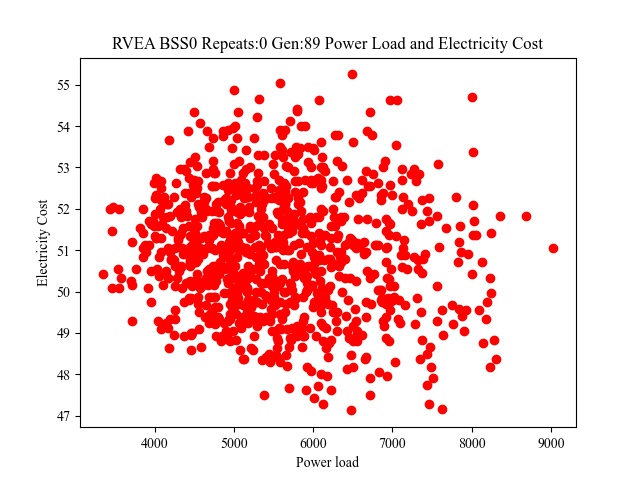 RVEA BSS0 Repeats:0 Gen:89 Power Load and Electricity Cost
55
54
53
52
51
50
49
48
47
Electricity Cost
4000 5000 6000 7000 8000 9000
Power load